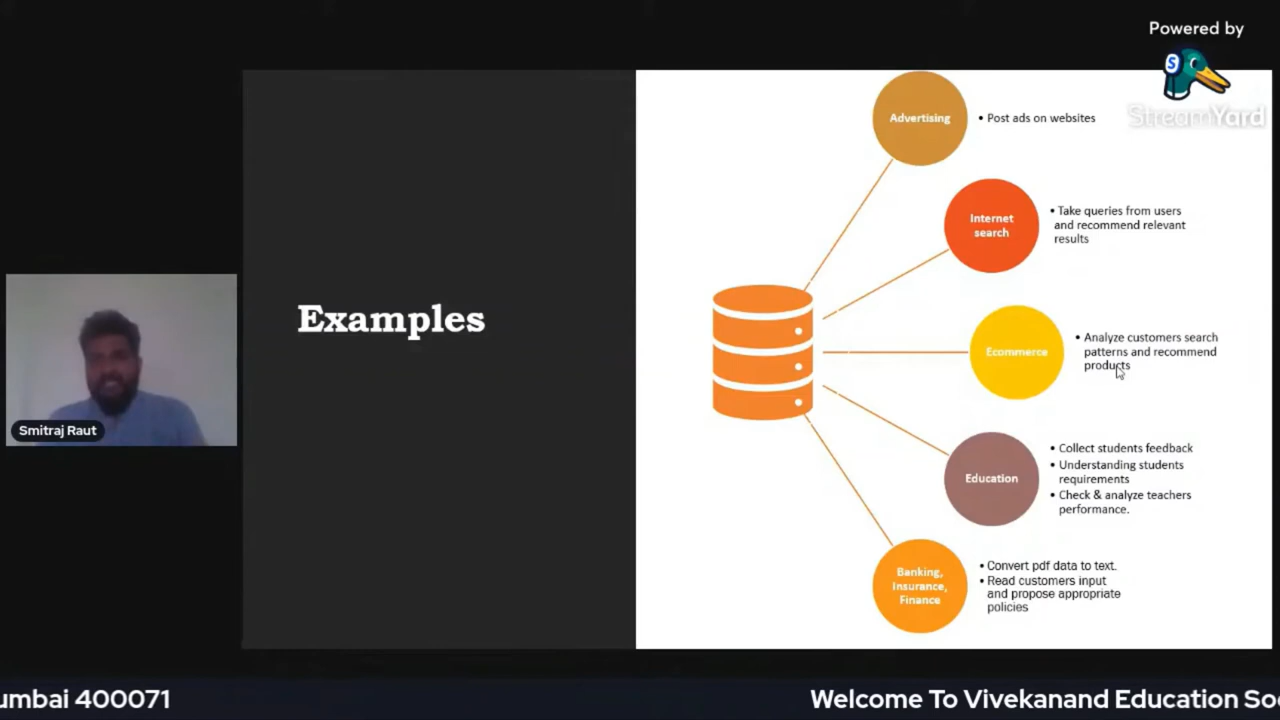 Powered by
S
StreamYard
Advertising
• Post ads on websites
Internet
search
• Take queries from users
and recommend relevant
results
Examples
Ecommerce
• Analyze customers search
patterns and recommend
products
Smitraj Raut
Education
• Collect students feedback
• Understanding students
requirements
• Check & analyze teachers
performance.
Banking,
Insurance,
Finance
• Convert pdf data to text.
• Read customers input
and propose appropriate
policies
umbai 400071
Welcome To Vivekanand Education So